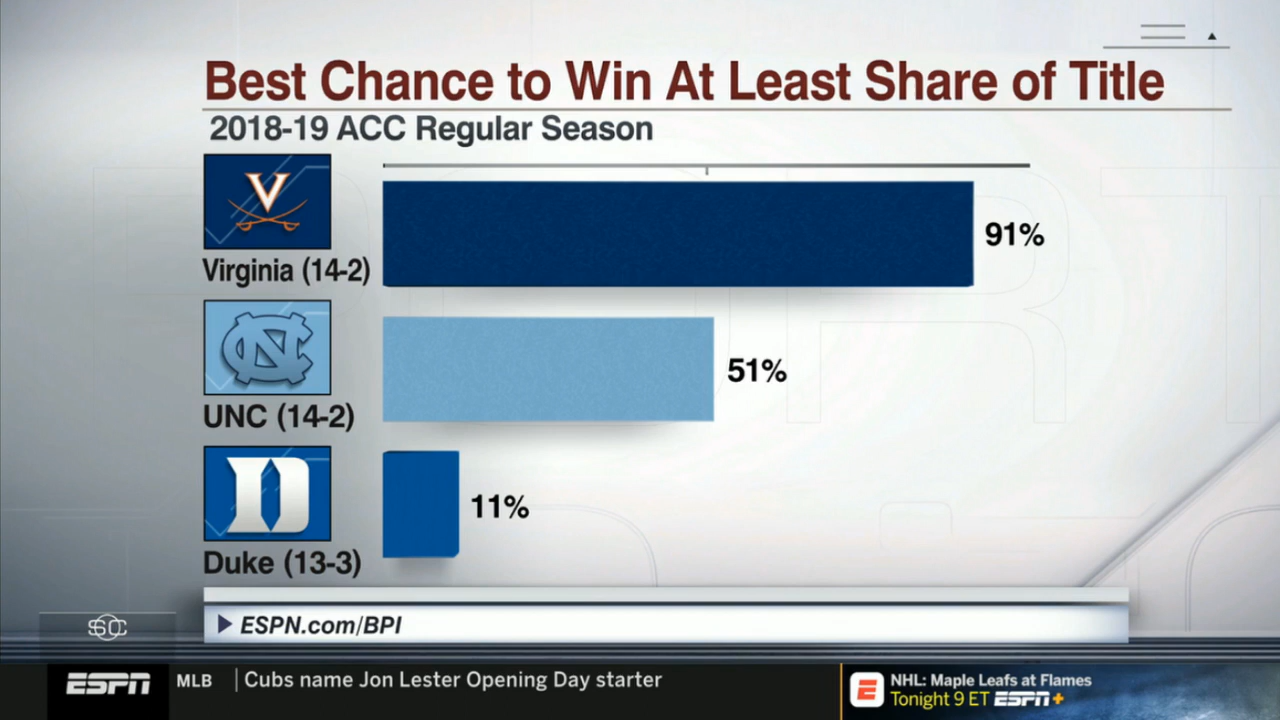 Best Chance to Win At Least Share of Title
2018-19 ACC Regular Season
V
Virginia (14-2)
91%
NC
UNC (14-2)
51%
D
Duke (13-3)
11%
SC
ESPN.com/BPI
ESPN
MLB
Cubs name Jon Lester Opening Day starter
E
NHL: Maple Leafs at Flames
Tonight 9 ET ESPN+